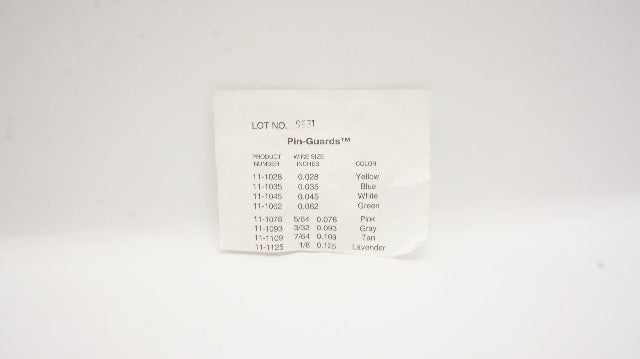 LOT NO. 9631
Pin-Guards™
PRODUCT NUMBER WIRE SIZE INCHES COLOR
11-1028 0.028 Yellow
11-1035 0.035 Blue
11-1045 0.045 White
11-1062 0.062 Green
11-1078 5/64 0.078 Pink
11-1093 3/32 0.093 Gray
11-1109 7/64 0.109 Tan
11-1125 1/8 0.125 Lavender